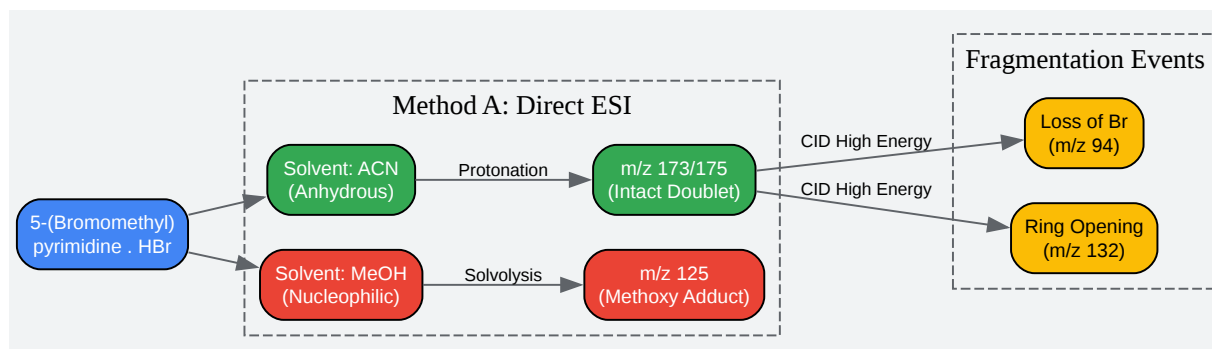 Fragmentation Events
Method A: Direct ESI
Loss of Br
(m/z 94)
CID High Energy
Solvent: ACN
(Anhydrous)
Protonation
m/z 173/175
(Intact Doublet)
CID High Energy
5-(Bromomethyl)
pyrimidine . HBr
Ring Opening
(m/z 132)
Solvent: MeOH
(Nucleophilic)
Solvolysis
m/z 125
(Methoxy Adduct)